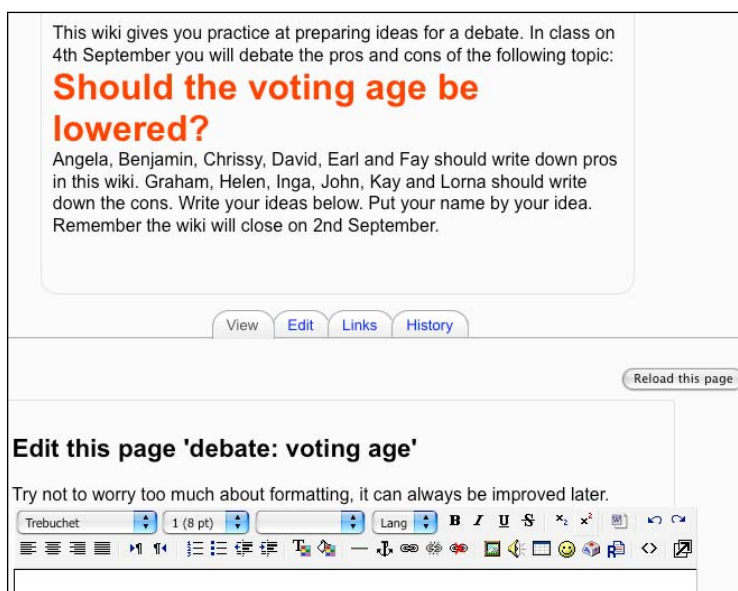 This wiki gives you practice at preparing ideas for a debate. In class on
4th September you will debate the pros and cons of the following topic:
Should the voting age be
lowered?
Angela, Benjamin, Chrissy, David, Earl and Fay should write down pros
in this wiki. Graham, Helen, Inga, John, Kay and Lorna should write
down the cons. Write your ideas below. Put your name by your idea.
Remember the wiki will close on 2nd September.
View Edit Links History
Reload this page
Edit this page 'debate: voting age'
Try not to worry too much about formatting, it can always be improved later.
Trebuchet 1 (8 pt) Lang B I U S x₂ x²